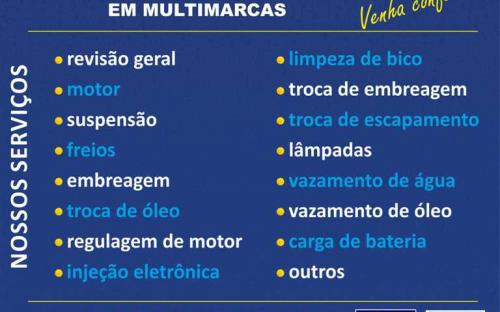 EM MULTIMARCAS
Venha
NOSSOS SERVIÇOS
revisão geral
motor
suspensão
freios
embreagem
troca de óleo
regulagem de motor
injeção eletrônica
limpeza de bico
troca de embreagem
troca de escapamento
lâmpadas
vazamento de água
vazamento de óleo
carga de bateria
outros